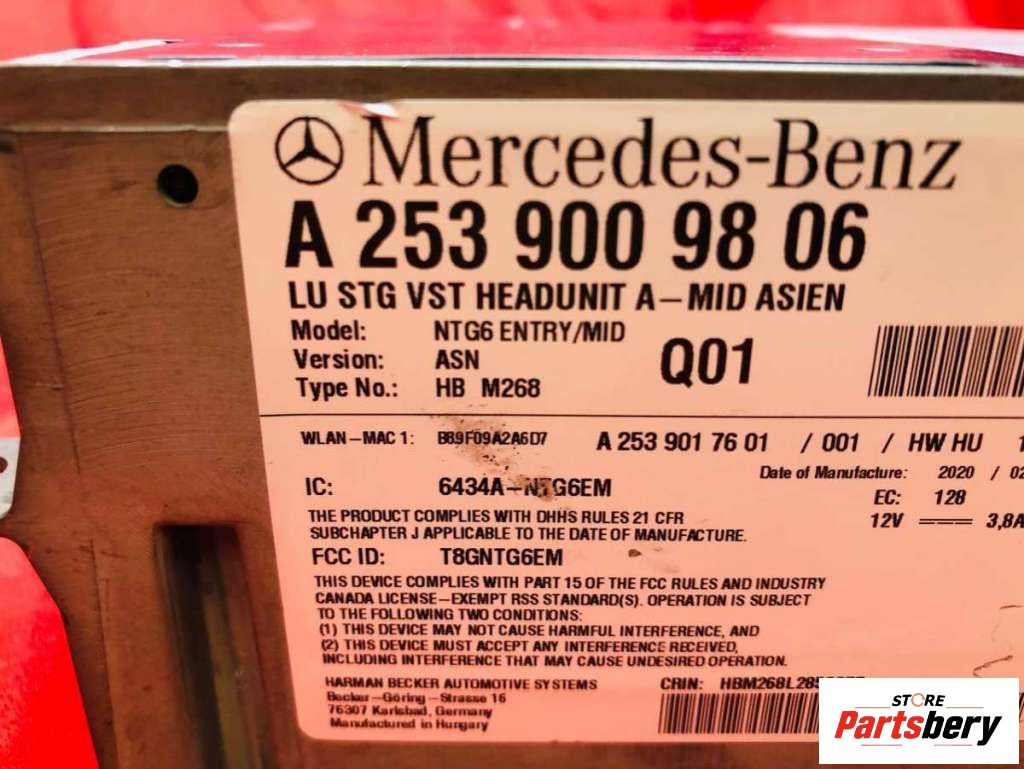 Mercedes-Benz
A 253 900 98 06
LU STG VST HEADUNIT A-MID ASIEN
Model: NTG6 ENTRY/MID
Version: ASN Q01
Type No.: HB M268
WLAN-MAC 1: B89F09A2A6D7 A 253 901 76 01 / 001 / HW HU
Date of Manufacture: 2020 / 02
IC: 6434A-NTG6EM EC: 128
12V 3,8A
THE PRODUCT COMPLIES WITH DHHS RULES 21 CFR
SUBCHAPTER J APPLICABLE TO THE DATE OF MANUFACTURE.
FCC ID: T8GNTG6EM
THIS DEVICE COMPLIES WITH PART 15 OF THE FCC RULES AND INDUSTRY
CANADA LICENSE-EXEMPT RSS STANDARD(S). OPERATION IS SUBJECT
TO THE FOLLOWING TWO CONDITIONS:
(1) THIS DEVICE MAY NOT CAUSE HARMFUL INTERFERENCE, AND
(2) THIS DEVICE MUST ACCEPT ANY INTERFERENCE RECEIVED,
INCLUDING INTERFERENCE THAT MAY CAUSE UNDESIRED OPERATION.
HARMAN BECKER AUTOMOTIVE SYSTEMS CRIN:
Becker-Göring-Strasse 16
76307 Karlsbad, Germany
Manufactured in Hungary
STORE
Partsbery